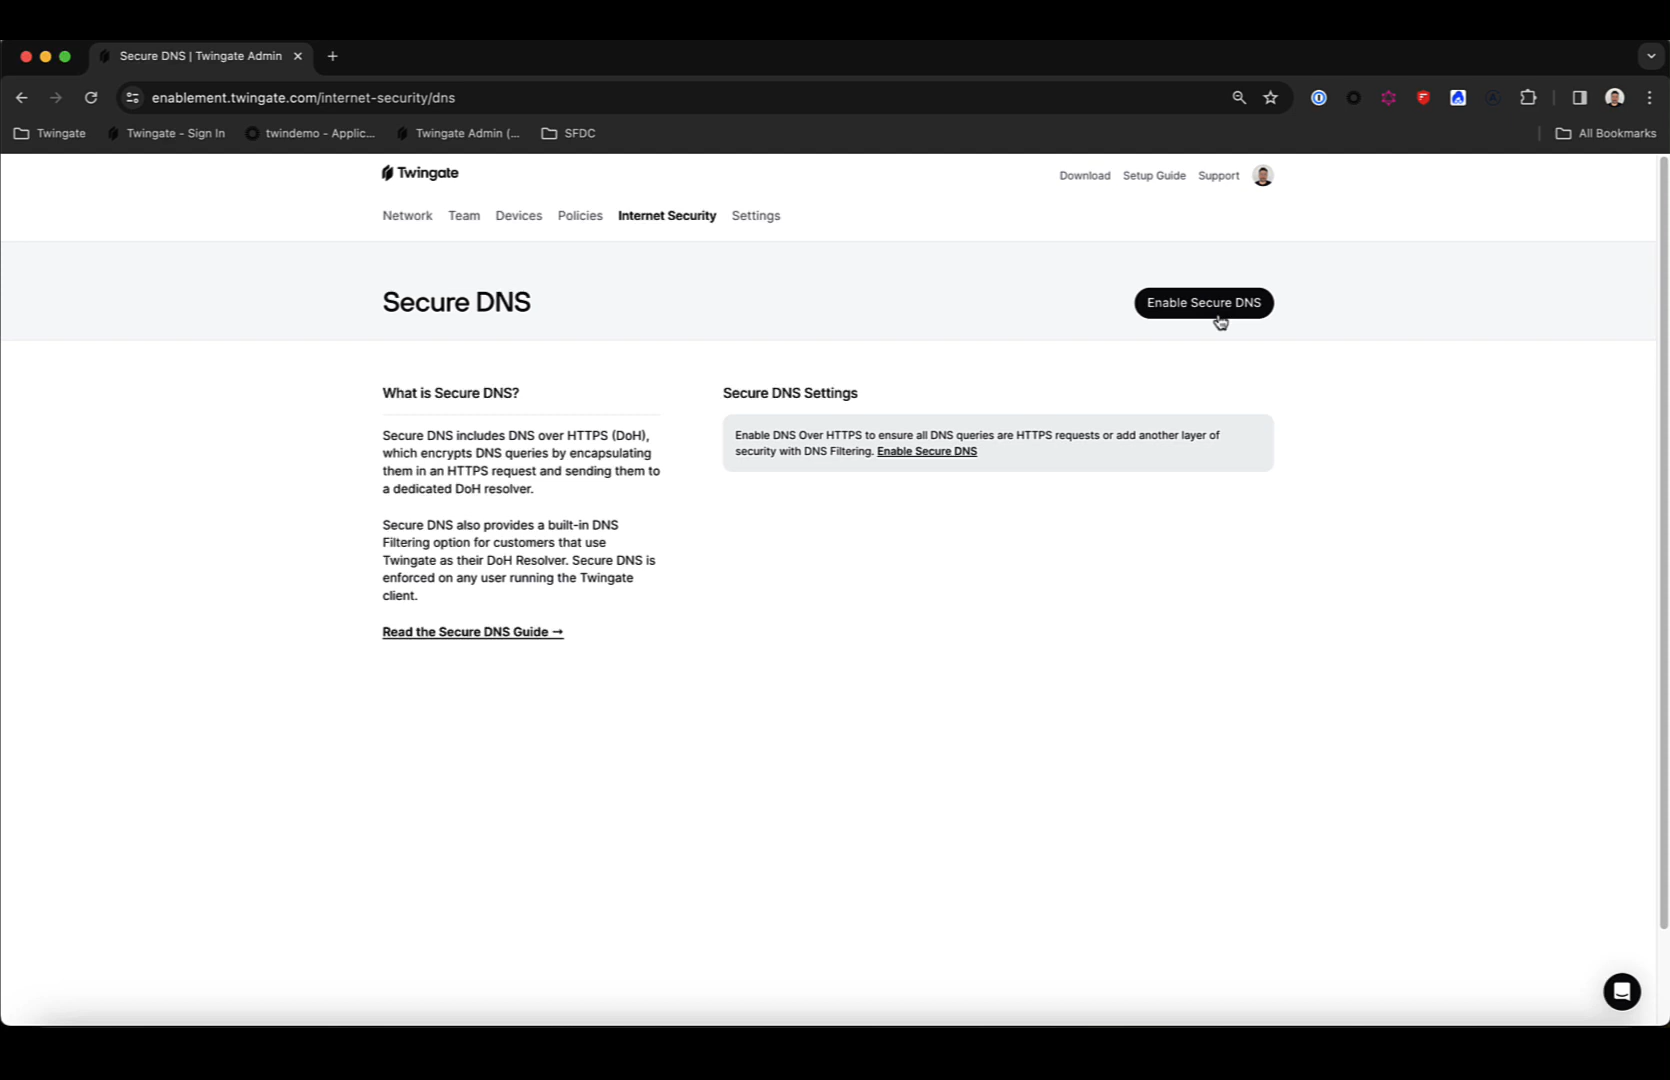 Secure DNS | Twingate Admin
enablement.twingate.com/internet-security/dns
Twingate
Twingate - Sign In
twindemo - Applic...
Twingate Admin (...
SFDC
All Bookmarks
Twingate
Download
Setup Guide
Support
Network
Team
Devices
Policies
Internet Security
Settings
Secure DNS
Enable Secure DNS
What is Secure DNS?
Secure DNS includes DNS over HTTPS (DoH),
which encrypts DNS queries by encapsulating
them in an HTTPS request and sending them to
a dedicated DoH resolver.
Secure DNS also provides a built-in DNS
Filtering option for customers that use
Twingate as their DoH Resolver. Secure DNS is
enforced on any user running the Twingate
client.
Read the Secure DNS Guide →
Secure DNS Settings
Enable DNS Over HTTPS to ensure all DNS queries are HTTPS requests or add another layer of
security with DNS Filtering. Enable Secure DNS